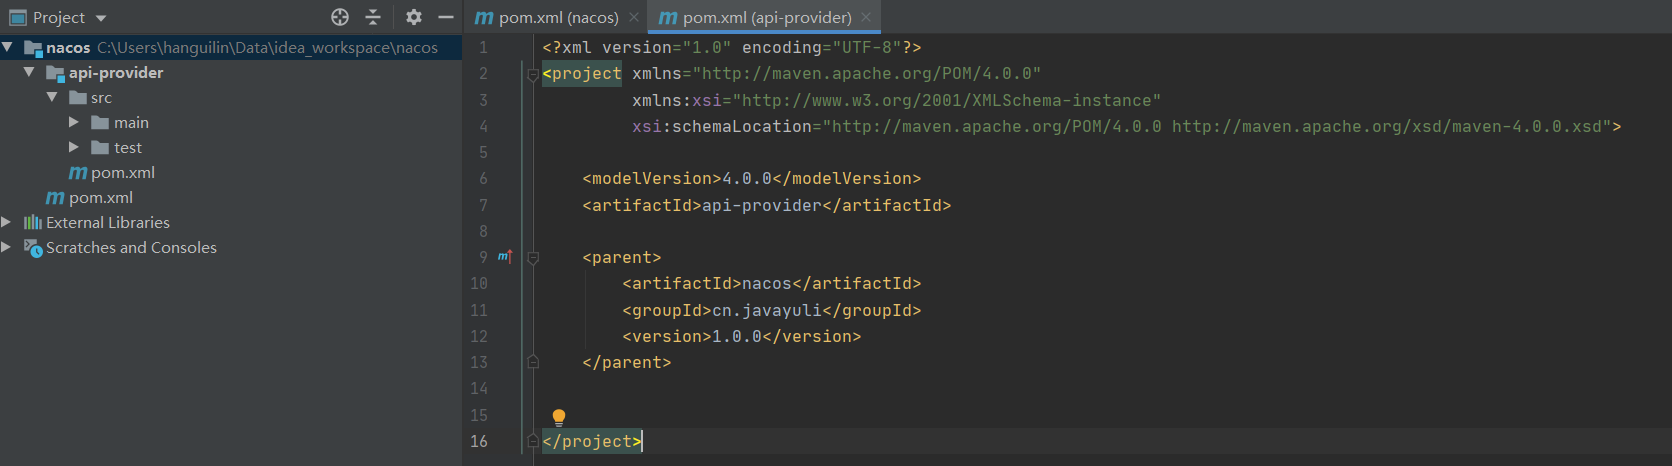 Project
nacos C:\Users\hanguilin\Data\idea_workspace\nacos
api-provider
src
main
test
pom.xml
pom.xml
External Libraries
Scratches and Consoles
pom.xml (nacos)
pom.xml (api-provider)
1 <?xml version="1.0" encoding="UTF-8"?>
2 <project xmlns="http://maven.apache.org/POM/4.0.0"
3 xmlns:xsi="http://www.w3.org/2001/XMLSchema-instance"
4 xsi:schemaLocation="http://maven.apache.org/POM/4.0.0 http://maven.apache.org/xsd/maven-4.0.0.xsd">
5
6 <modelVersion>4.0.0</modelVersion>
7 <artifactId>api-provider</artifactId>
8
9 <parent>
10 <artifactId>nacos</artifactId>
11 <groupId>cn.javayuli</groupId>
12 <version>1.0.0</version>
13 </parent>
14
15
16 </project>